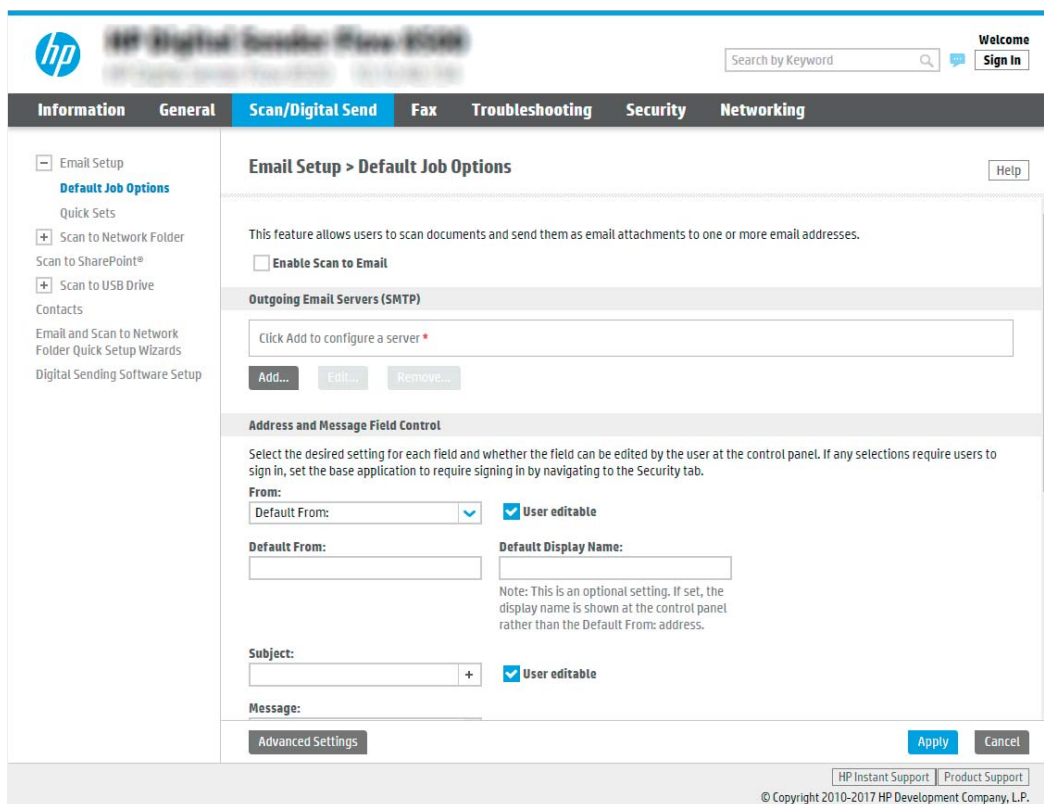 hp
Welcome
Search by Keyword
Sign In
Information General Scan/Digital Send Fax Troubleshooting Security Networking
Email Setup
Default Job Options
Quick Sets
Scan to Network Folder
Scan to SharePoint®
Scan to USB Drive
Contacts
Email and Scan to Network
Folder Quick Setup Wizards
Digital Sending Software Setup
Email Setup > Default Job Options
Help
This feature allows users to scan documents and send them as email attachments to one or more email addresses.
Enable Scan to Email
Outgoing Email Servers (SMTP)
Click Add to configure a server *
Add... Edit... Remove...
Address and Message Field Control
Select the desired setting for each field and whether the field can be edited by the user at the control panel. If any selections require users to
sign in, set the base application to require signing in by navigating to the Security tab.
From:
Default From: User editable
Default From: Default Display Name:
Note: This is an optional setting. If set, the
display name is shown at the control panel
rather than the Default From: address.
Subject:
+ User editable
Message:
Advanced Settings Apply Cancel
HP Instant Support Product Support
© Copyright 2010-2017 HP Development Company, L.P.